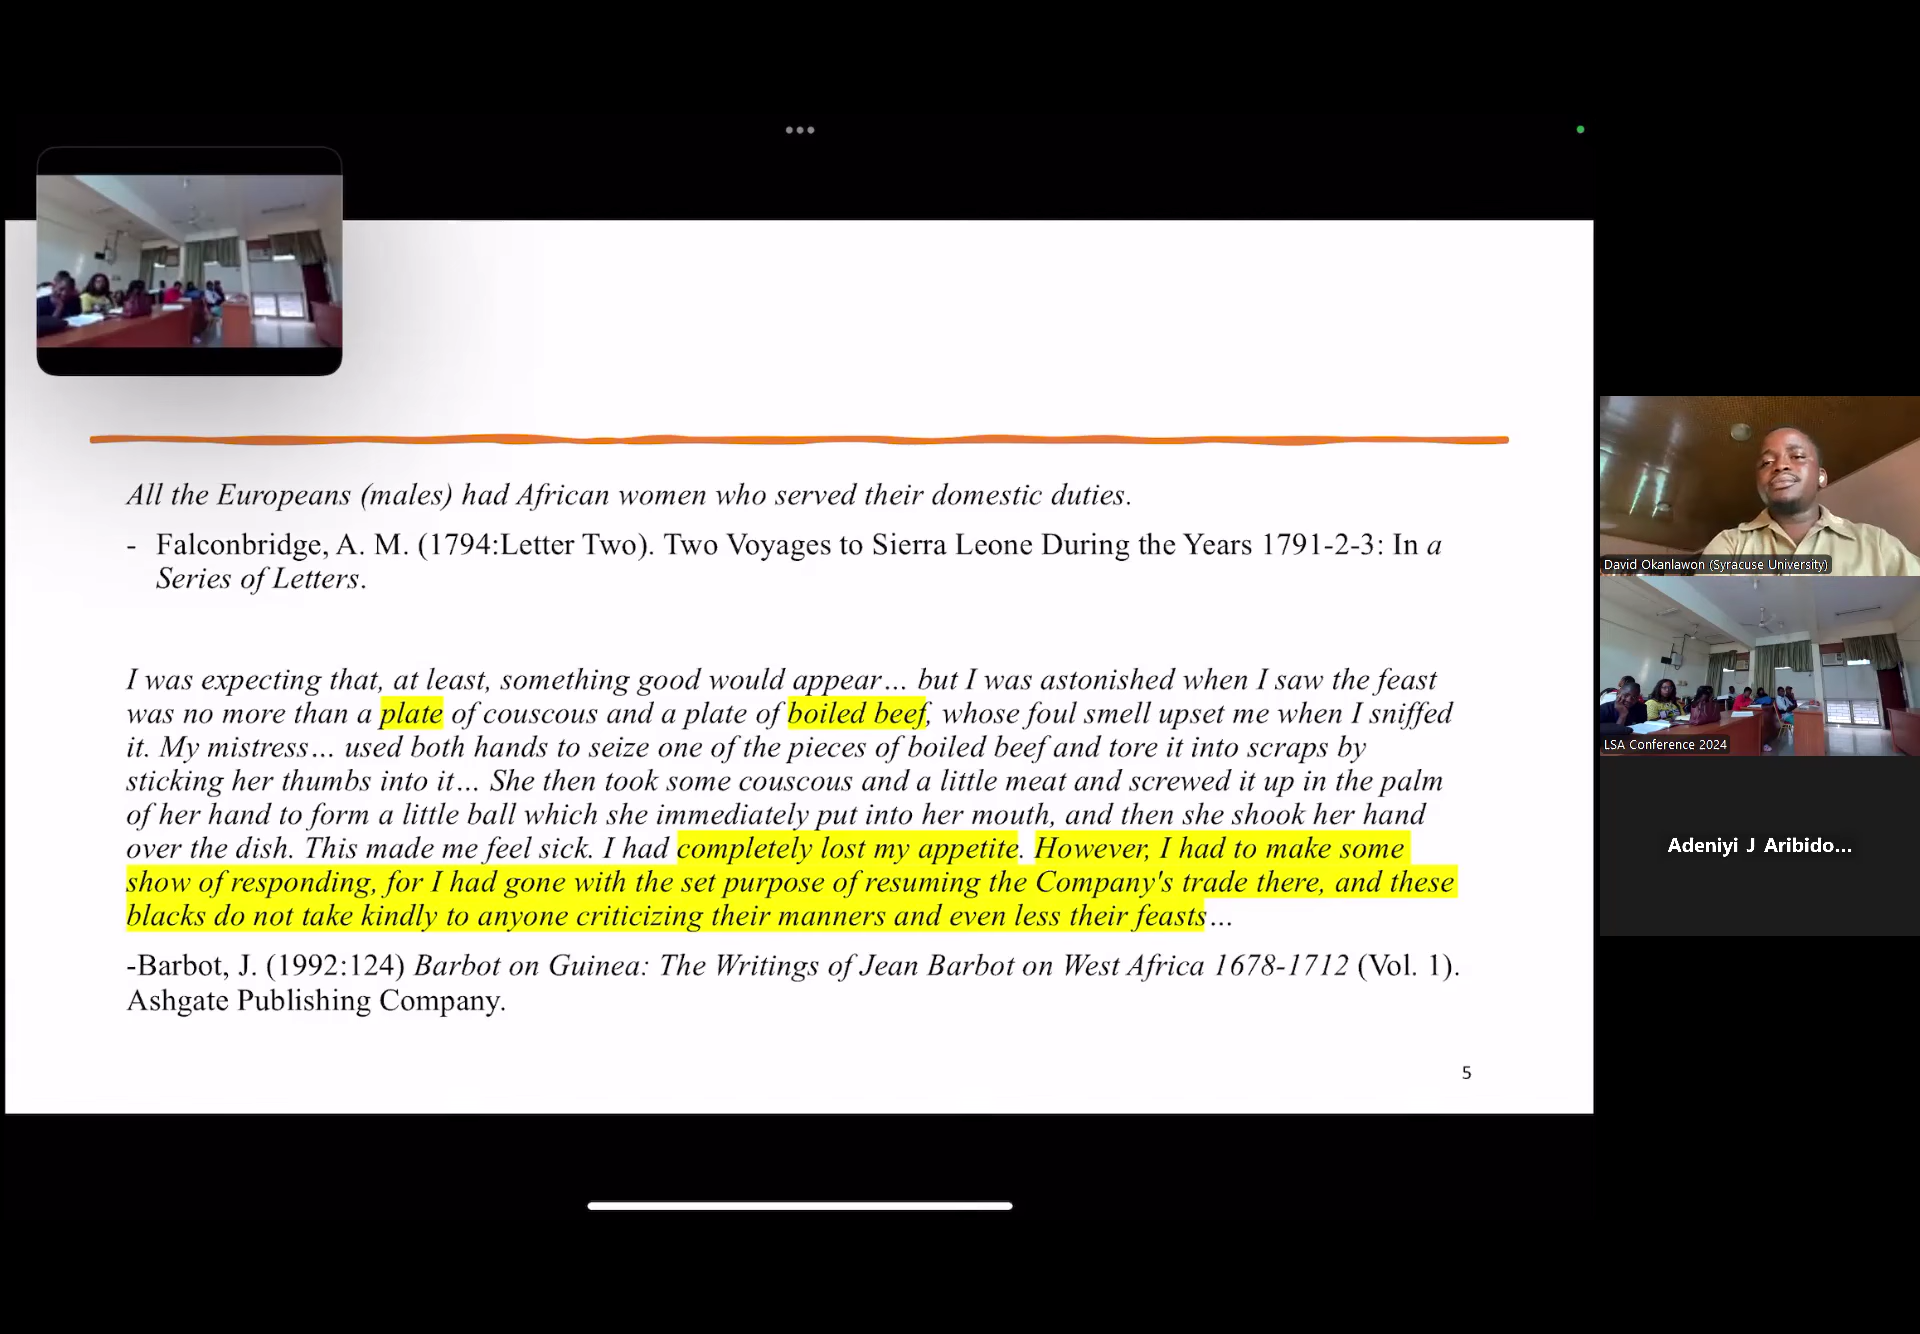 All the Europeans (males) had African women who served their domestic duties.
- Falconbridge, A. M. (1794:Letter Two). Two Voyages to Sierra Leone During the Years 1791-2-3: In a
Series of Letters.
I was expecting that, at least, something good would appear... but I was astonished when I saw the feast
was no more than a plate of couscous and a plate of boiled beef, whose foul smell upset me when I sniffed
it. My mistress... used both hands to seize one of the pieces of boiled beef and tore it into scraps by
sticking her thumbs into it... She then took some couscous and a little meat and screwed it up in the palm
of her hand to form a little ball which she immediately put into her mouth, and then she shook her hand
over the dish. This made me feel sick. I had completely lost my appetite. However, I had to make some
show of responding, for I had gone with the set purpose of resuming the Company's trade there, and these
blacks do not take kindly to anyone criticizing their manners and even less their feasts...
-Barbot, J. (1992:124) Barbot on Guinea: The Writings of Jean Barbot on West Africa 1678-1712 (Vol. 1).
Ashgate Publishing Company.
5
David Okanlawon (Syracuse University)
LSA Conference 2024
Adeniyi J Aribido...